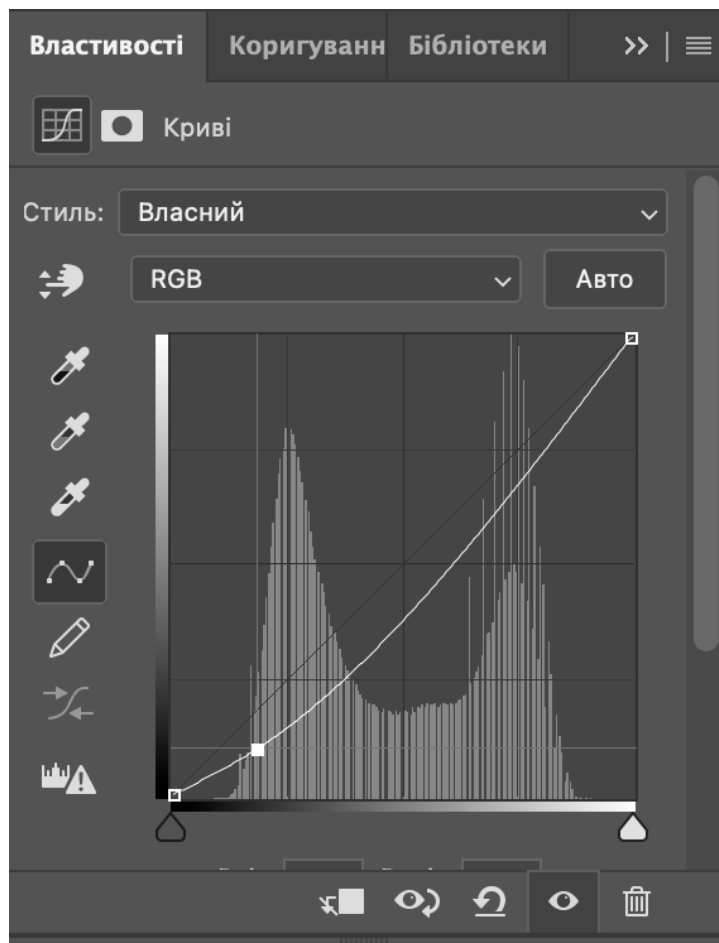 Властивості Коригуванн Бібліотеки
Криві
Стиль: Власний
RGB Авто